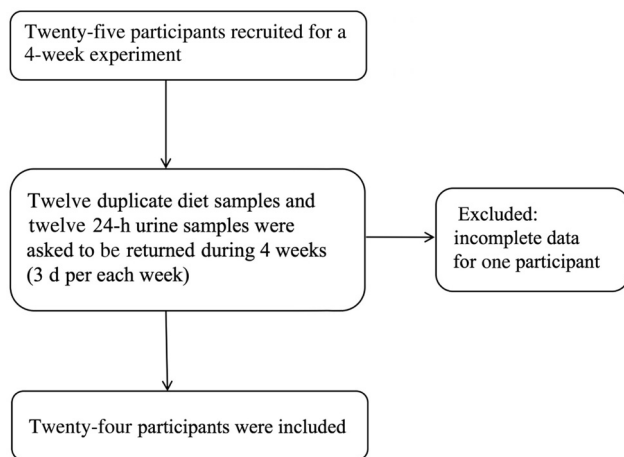 Twenty-five participants recruited for a
4-week experiment
Twelve duplicate diet samples and
twelve 24-h urine samples were
asked to be returned during 4 weeks
(3 d per each week)
Excluded:
incomplete data
for one participant
Twenty-four participants were included